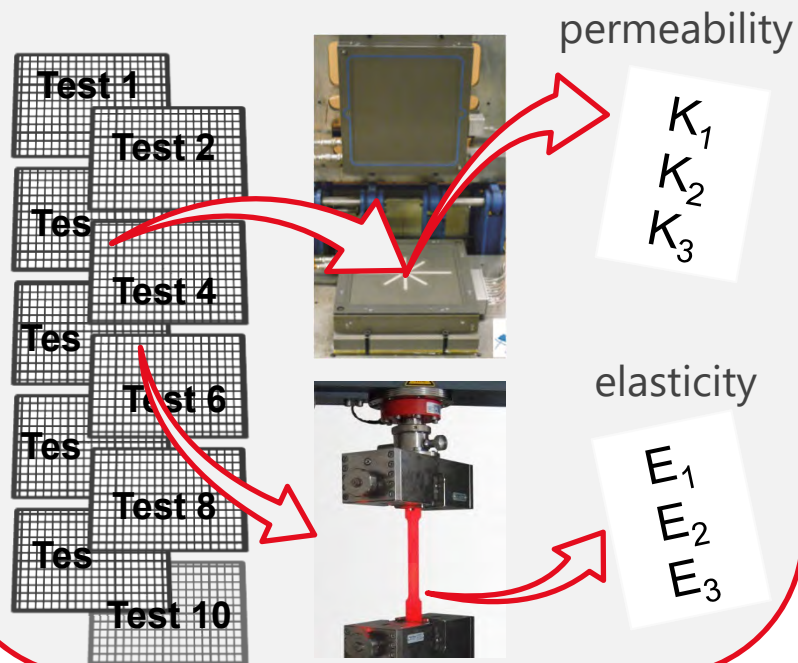 permeability
Test 1
Test 2
Tes
Test 4
Tes
Test 6
Tes
Test 8
Tes
Test 10
K1
K2
K3
elasticity
E1
E2
E3